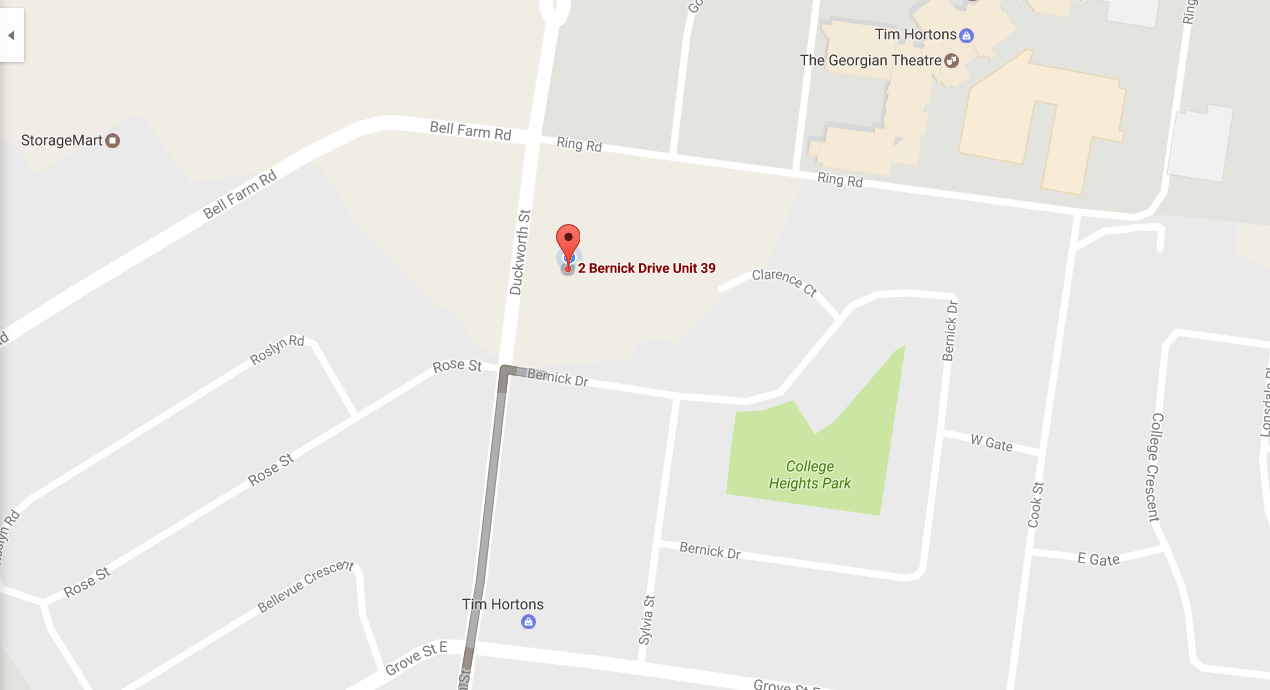 Go
Ring
Tim Hortons
The Georgian Theatre
StorageMart
Bell Farm Rd
Ring Rd
Ring Rd
Bell Farm Rd
Duckworth St
2 Bernick Drive Unit 39
Clarence Ct
Roslyn Rd
Rose St
Bernick Dr
Bernick Dr
College Crescent
W Gate
College
Heights Park
Rose St
Cook St
Bernick Dr
E Gate
Rose St
Bellevue Crescent
Tim Hortons
Sylvia St
Grove St E
Grove St E